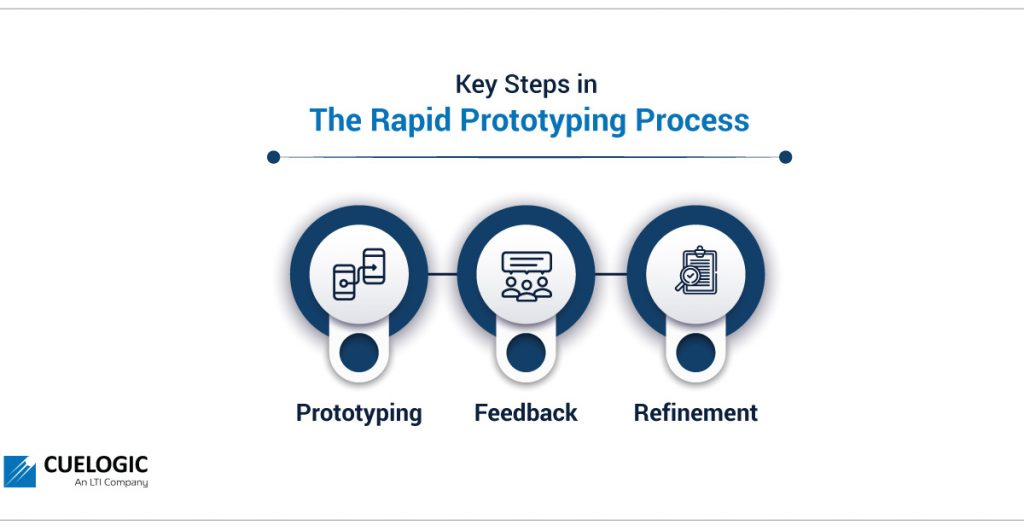 Key Steps in
The Rapid Prototyping Process
Prototyping
Feedback
Refinement
CUELOGIC
An LTI Company